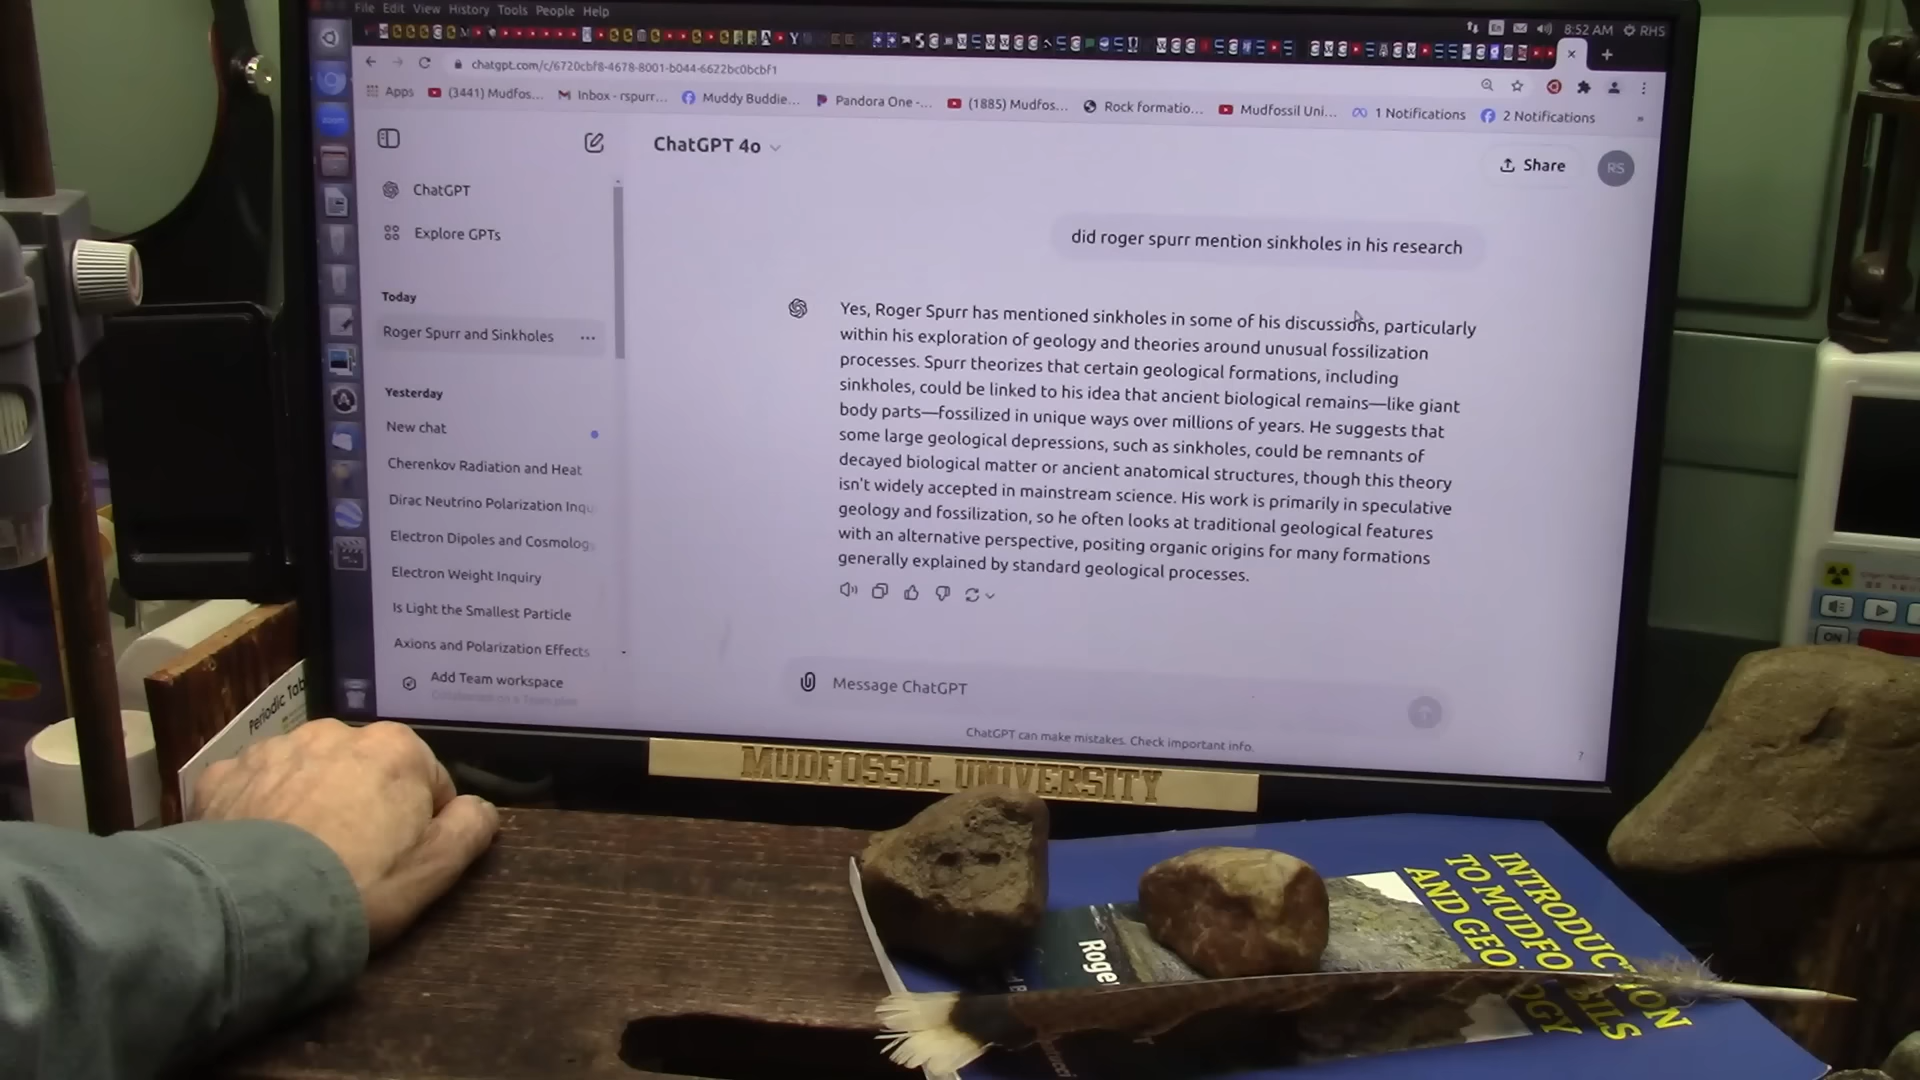 File Edit View History Tools People Help
8:52 AM RHS
chatgpt.com/c/6720cbf8-4678-8001-b044-6622bc0bcbf1
Apps (3441) Mudfos... Inbox - rspurr... Muddy Buddie... Pandora One -... (1885) Mudfos... Rock formatio... Mudfossil Uni... 1 Notifications 2 Notifications »
ChatGPT 4o
Share
RS
ChatGPT
Explore GPTs
Today
Roger Spurr and Sinkholes ...
Yesterday
New chat
Cherenkov Radiation and Heat
Dirac Neutrino Polarization Inqu
Electron Dipoles and Cosmolog
Electron Weight Inquiry
Is Light the Smallest Particle
Axions and Polarization Effects
Add Team workspace
did roger spurr mention sinkholes in his research
Yes, Roger Spurr has mentioned sinkholes in some of his discussions, particularly
within his exploration of geology and theories around unusual fossilization
processes. Spurr theorizes that certain geological formations, including
sinkholes, could be linked to his idea that ancient biological remains—like giant
body parts—fossilized in unique ways over millions of years. He suggests that
some large geological depressions, such as sinkholes, could be remnants of
decayed biological matter or ancient anatomical structures, though this theory
isn't widely accepted in mainstream science. His work is primarily in speculative
geology and fossilization, so he often looks at traditional geological features
with an alternative perspective, positing organic origins for many formations
generally explained by standard geological processes.
Message ChatGPT
ChatGPT can make mistakes. Check important info.
Periodic Tab
MUDFOSSIL UNIVERSITY
ON
INTRODUCTION
TO MUDFOSSILS
AND GEOLOGY
Roge